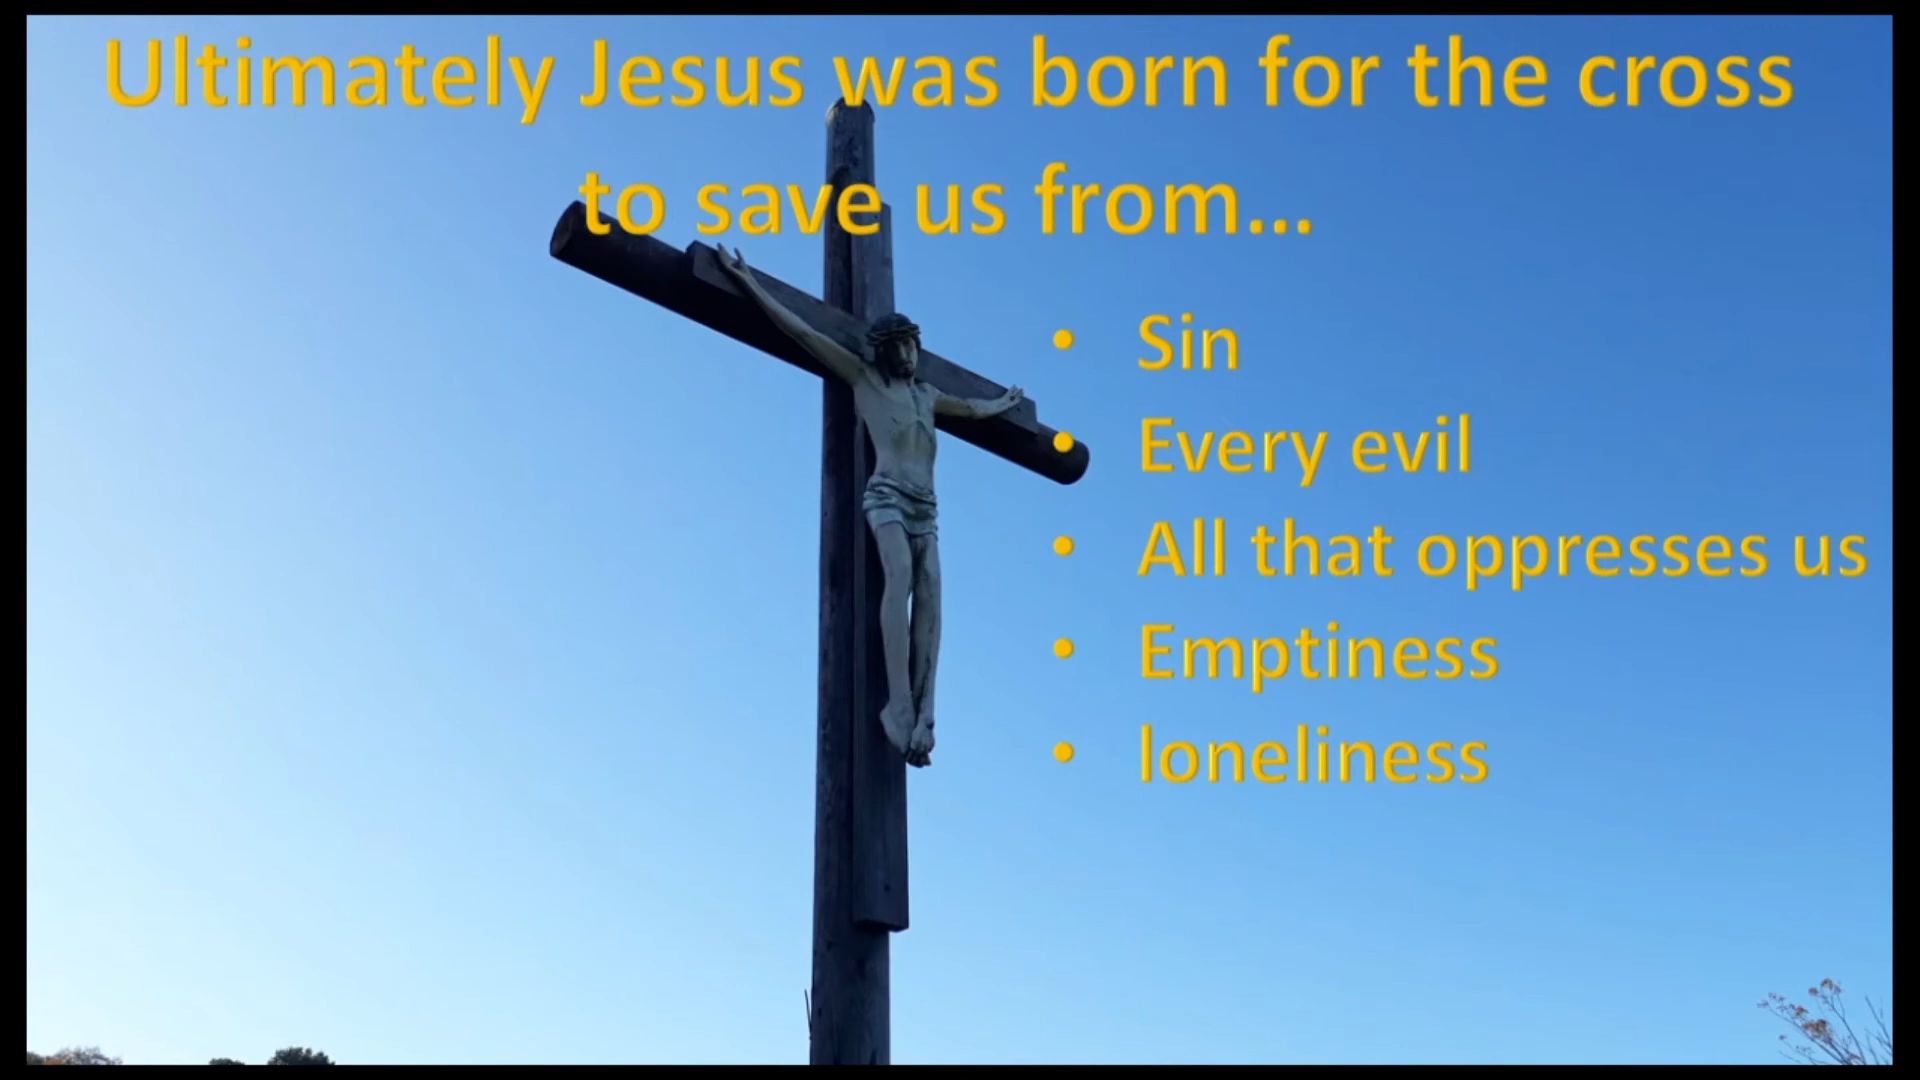 Ultimately Jesus was born for the cross
to save us from...
• Sin
• Every evil
• All that oppresses us
• Emptiness
• loneliness